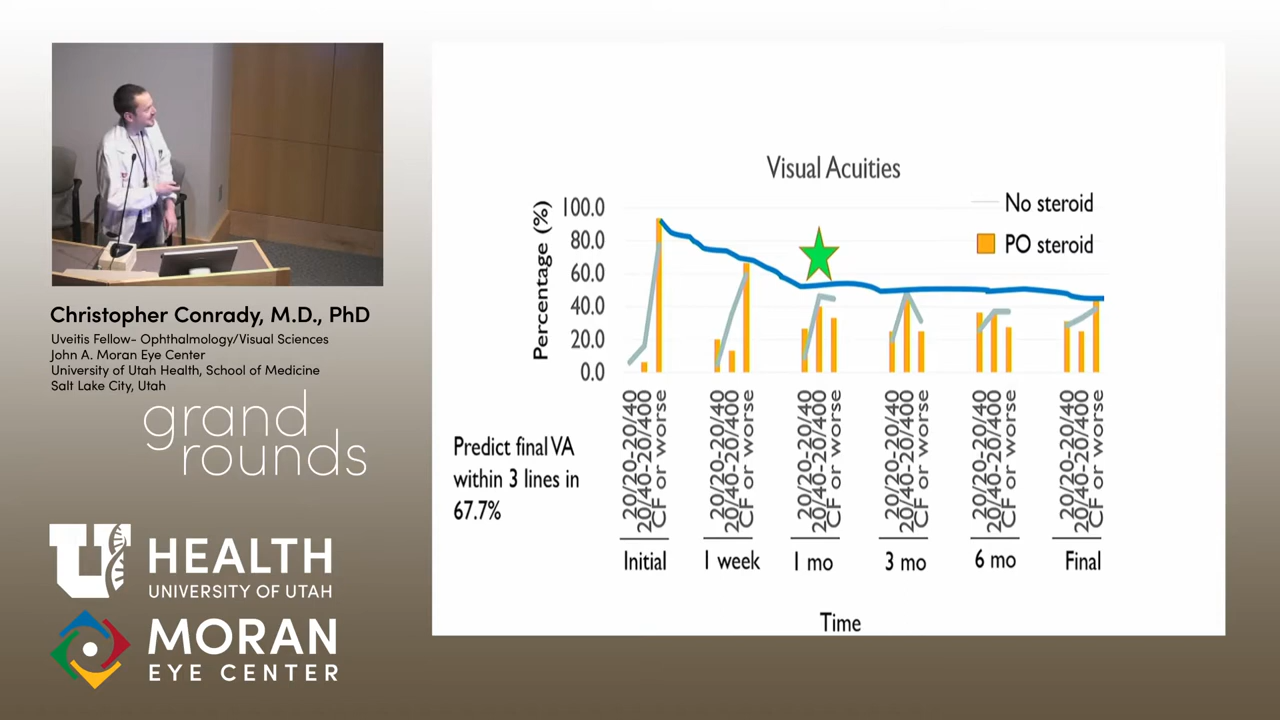 Christopher Conrady, M.D., PhD
Uveitis Fellow- Ophthalmology/Visual Sciences
John A. Moran Eye Center
University of Utah Health, School of Medicine
Salt Lake City, Utah
grand
rounds
U HEALTH
UNIVERSITY OF UTAH
MORAN
EYE CENTER
Visual Acuities
No steroid
PO steroid
Percentage (%)
100.0
80.0
60.0
40.0
20.0
0.0
Predict final VA
within 3 lines in
67.7%
20/20-20/40
20/40-20/400
CF or worse
20/20-20/40
20/40-20/400
CF or worse
20/20-20/40
20/40-20/400
CF or worse
20/20-20/40
20/40-20/400
CF or worse
20/20-20/40
20/40-20/400
CF or worse
20/20-20/40
20/40-20/400
CF or worse
Initial
1 week
1 mo
3 mo
6 mo
Final
Time